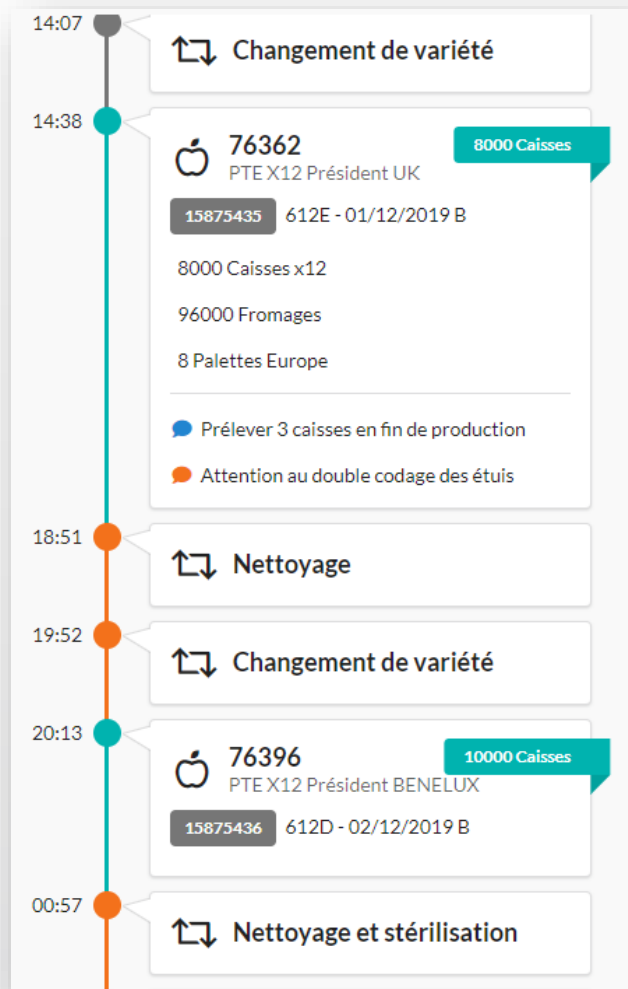 14:07
Changement de variété
14:38
76362
8000 Caisses
PTE X12 Président UK
15875435 612E - 01/12/2019 B
8000 Caisses x12
96000 Fromages
8 Palettes Europe
Prélever 3 caisses en fin de production
Attention au double codage des étuis
18:51
Nettoyage
19:52
Changement de variété
20:13
76396
10000 Caisses
PTE X12 Président BENELUX
15875436 612D - 02/12/2019 B
00:57
Nettoyage et stérilisation